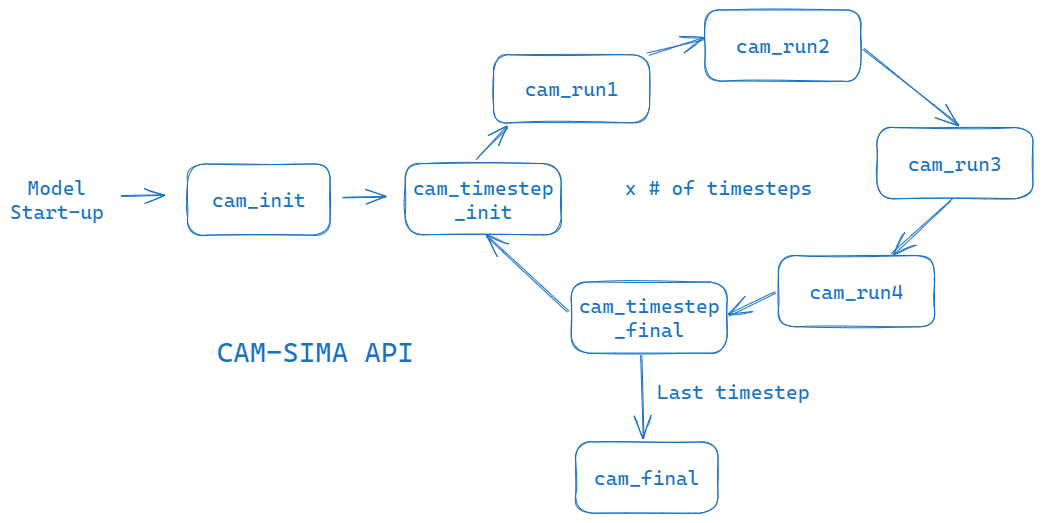 Model
Start-up
cam_init
cam_timestep
_init
cam_run1
cam_run2
cam_run3
x # of timesteps
cam_run4
cam_timestep
_final
CAM-SIMA API
Last timestep
cam_final